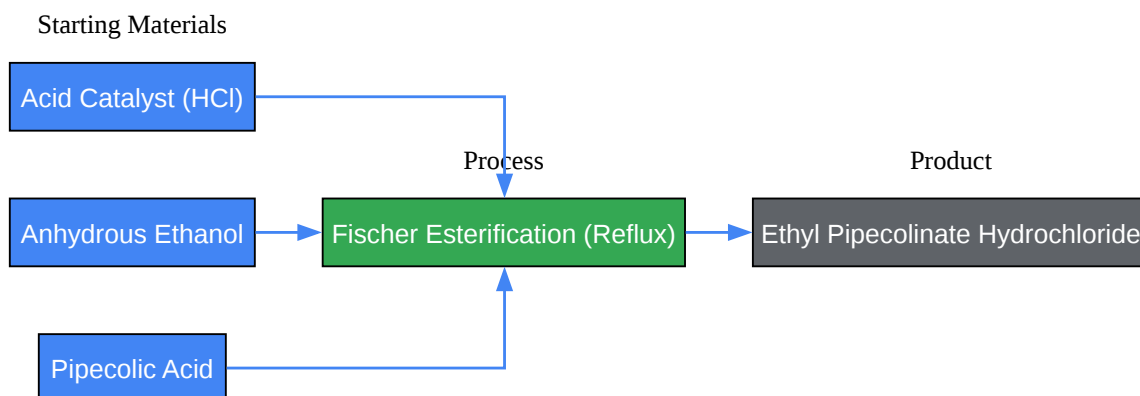 Starting Materials
Acid Catalyst (HCl)
Process
Product
Anhydrous Ethanol
Fischer Esterification (Reflux)
Ethyl Pipecolinate Hydrochloride
Pipecolic Acid